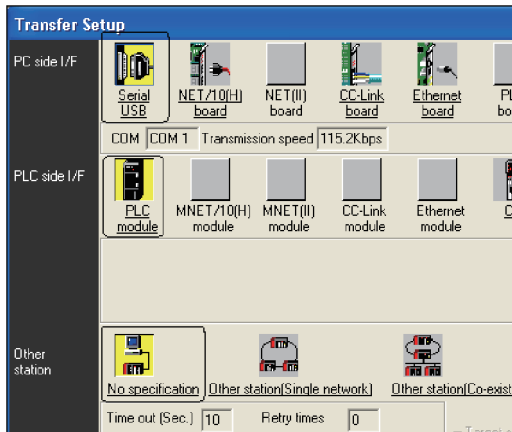 Transfer Setup
PC side I/F
Serial USB
NET/10(H) board
NET(II) board
CC-Link board
Ethernet board
COM COM 1 Transmission speed 115.2Kbps
PLC side I/F
PLC module
MNET/10(H) module
MNET(II) module
CC-Link module
Ethernet module
Other station
No specification
Other station(Single network)
Other station(Co-exist
Time out (Sec.) 10 Retry times 0